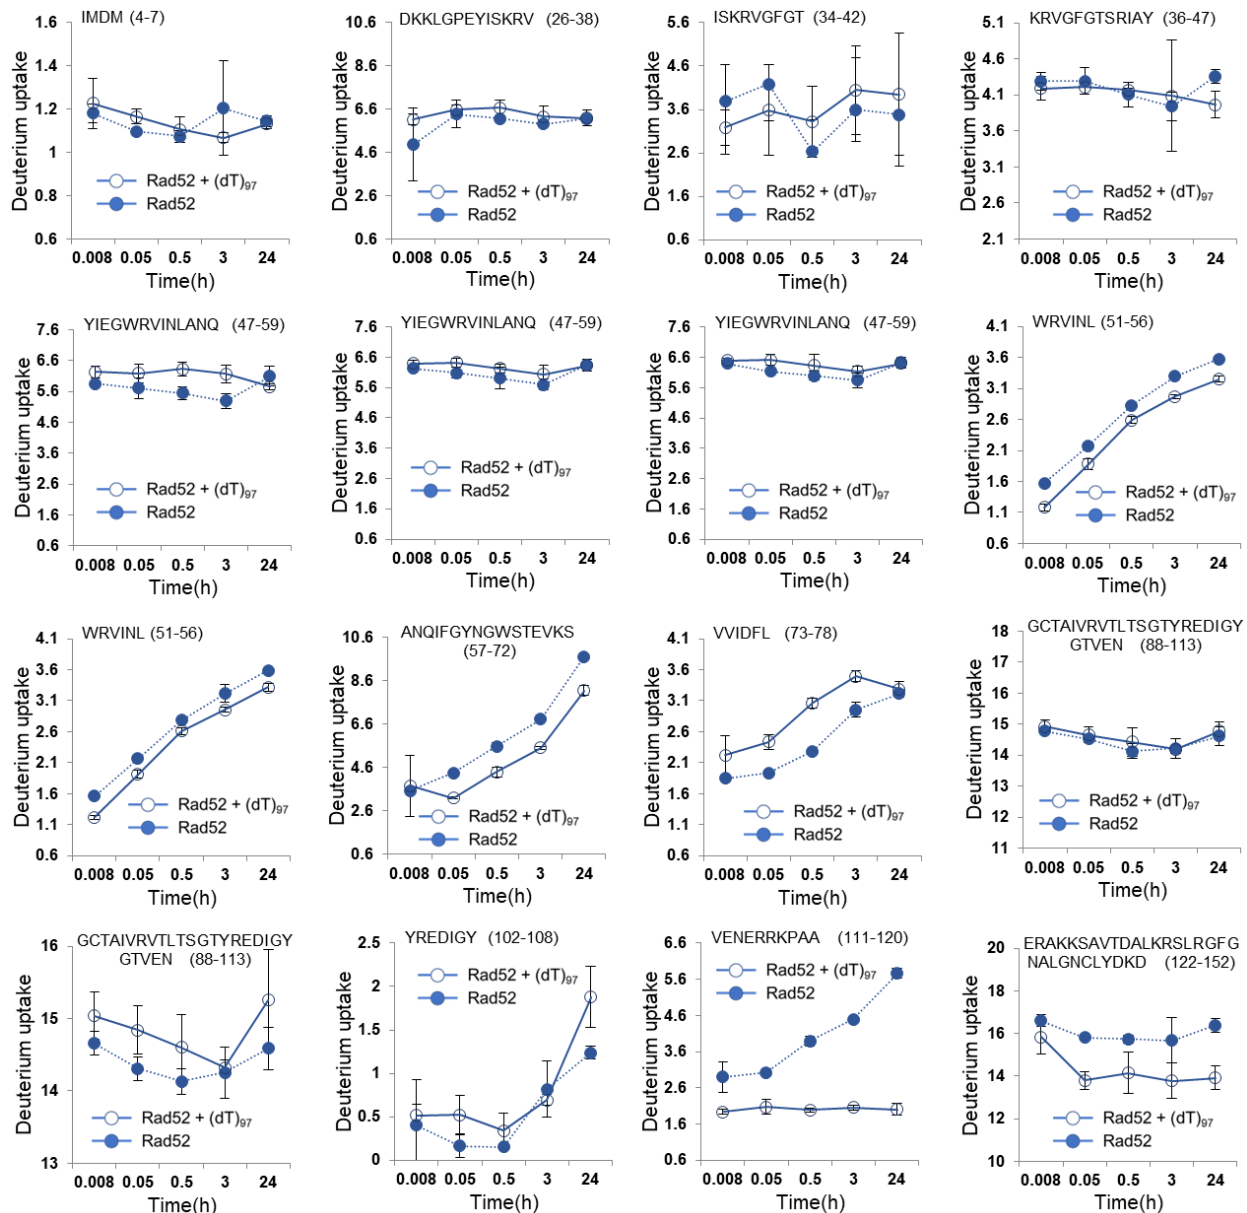 IMDM (4-7)
1.6
1.4
1.2
1
0.8
0.6
Deuterium uptake
Rad52 + (dT)97
Rad52
0.008 0.05 0.5 3 24
Time(h)
DKKLGPEYISKRV (26-38)
10.6
8.6
6.6
4.6
2.6
0.6
Deuterium uptake
Rad52 + (dT)97
Rad52
0.008 0.05 0.5 3 24
Time(h)
ISKRVGFGT (34-42)
5.6
4.6
3.6
2.6
1.6
0.6
Deuterium uptake
Rad52 + (dT)97
Rad52
0.008 0.05 0.5 3 24
Time(h)
KRVGFGTSRIAY (36-47)
5.1
4.6
4.1
3.6
3.1
2.6
2.1
Deuterium uptake
Rad52 + (dT)97
Rad52
0.008 0.05 0.5 3 24
Time(h)
YIEGWRVINLANQ (47-59)
7.6
6.6
5.6
4.6
3.6
2.6
1.6
0.6
Deuterium uptake
Rad52 + (dT)97
Rad52
0.008 0.05 0.5 3 24
Time(h)
YIEGWRVINLANQ (47-59)
7.6
6.6
5.6
4.6
3.6
2.6
1.6
0.6
Deuterium uptake
Rad52 + (dT)97
Rad52
0.008 0.05 0.5 3 24
Time(h)
YIEGWRVINLANQ (47-59)
7.6
6.6
5.6
4.6
3.6
2.6
1.6
0.6
Deuterium uptake
Rad52 + (dT)97
Rad52
0.008 0.05 0.5 3 24
Time(h)
WRVINL (51-56)
4.1
3.6
3.1
2.6
2.1
1.6
1.1
0.6
Deuterium uptake
Rad52 + (dT)97
Rad52
0.008 0.05 0.5 3 24
Time(h)
WRVINL (51-56)
4.1
3.6
3.1
2.6
2.1
1.6
1.1
0.6
Deuterium uptake
Rad52 + (dT)97
Rad52
0.008 0.05 0.5 3 24
Time(h)
ANQIFGYNGWSTEVKS
(57-72)
10.6
8.6
6.6
4.6
2.6
0.6
Deuterium uptake
Rad52 + (dT)97
Rad52
0.008 0.05 0.5 3 24
Time(h)
VVIDFL (73-78)
4.1
3.6
3.1
2.6
2.1
1.6
1.1
0.6
Deuterium uptake
Rad52 + (dT)97
Rad52
0.008 0.05 0.5 3 24
Time(h)
GCTAIVRVTLTSGTYREDIGY
GTVEN (88-113)
18
17
16
15
14
13
12
11
Deuterium uptake
Rad52 + (dT)97
Rad52
0.008 0.05 0.5 3 24
Time(h)
GCTAIVRVTLTSGTYREDIGY
GTVEN (88-113)
16
15
14
13
Deuterium uptake
Rad52 + (dT)97
Rad52
0.008 0.05 0.5 3 24
Time(h)
YREDIGY (102-108)
2.5
2
1.5
1
0.5
0
Deuterium uptake
Rad52 + (dT)97
Rad52
0.008 0.05 0.5 3 24
Time(h)
VENERRKPAA (111-120)
6.6
5.6
4.6
3.6
2.6
1.6
0.6
Deuterium uptake
Rad52 + (dT)97
Rad52
0.008 0.05 0.5 3 24
Time(h)
ERAKKSAVTDALKRSLRGFG
NALGNCLYDKD (122-152)
20
18
16
14
12
10
Deuterium uptake
Rad52 + (dT)97
Rad52
0.008 0.05 0.5 3 24
Time(h)